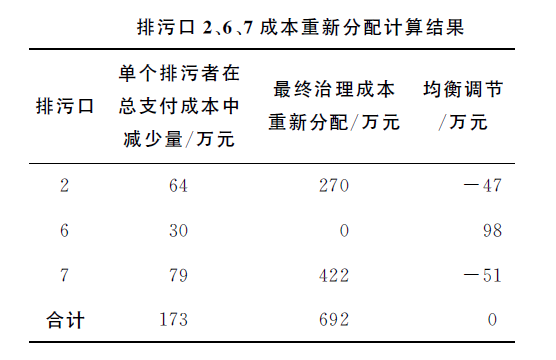 排污口 2、6、7 成本重新分配计算结果
排污口 单个排污者在总支付成本中减少量/万元 最终治理成本重新分配/万元 均衡调节/万元
2 64 270 －47
6 30 0 98
7 79 422 －51
合计 173 692 0